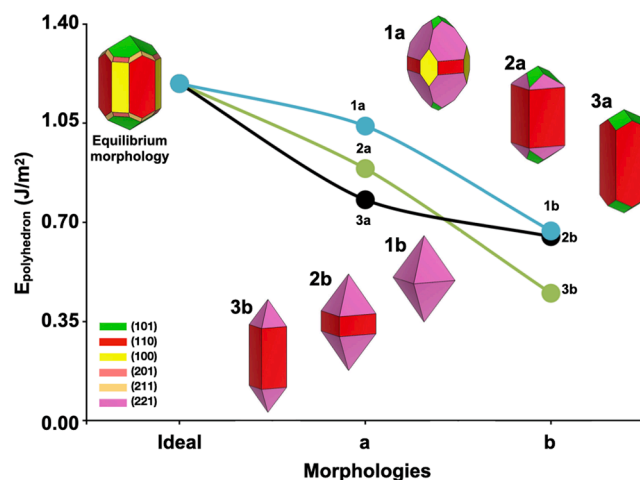 1.40
1.05
0.70
0.35
0.00
E polyhedron (J/m²)
Equilibrium
morphology
1a
2a
3a
1a
2a
3a
1b
2b
3b
1b
2b
3b
(101)
(110)
(100)
(201)
(211)
(221)
Ideal
a
b
Morphologies